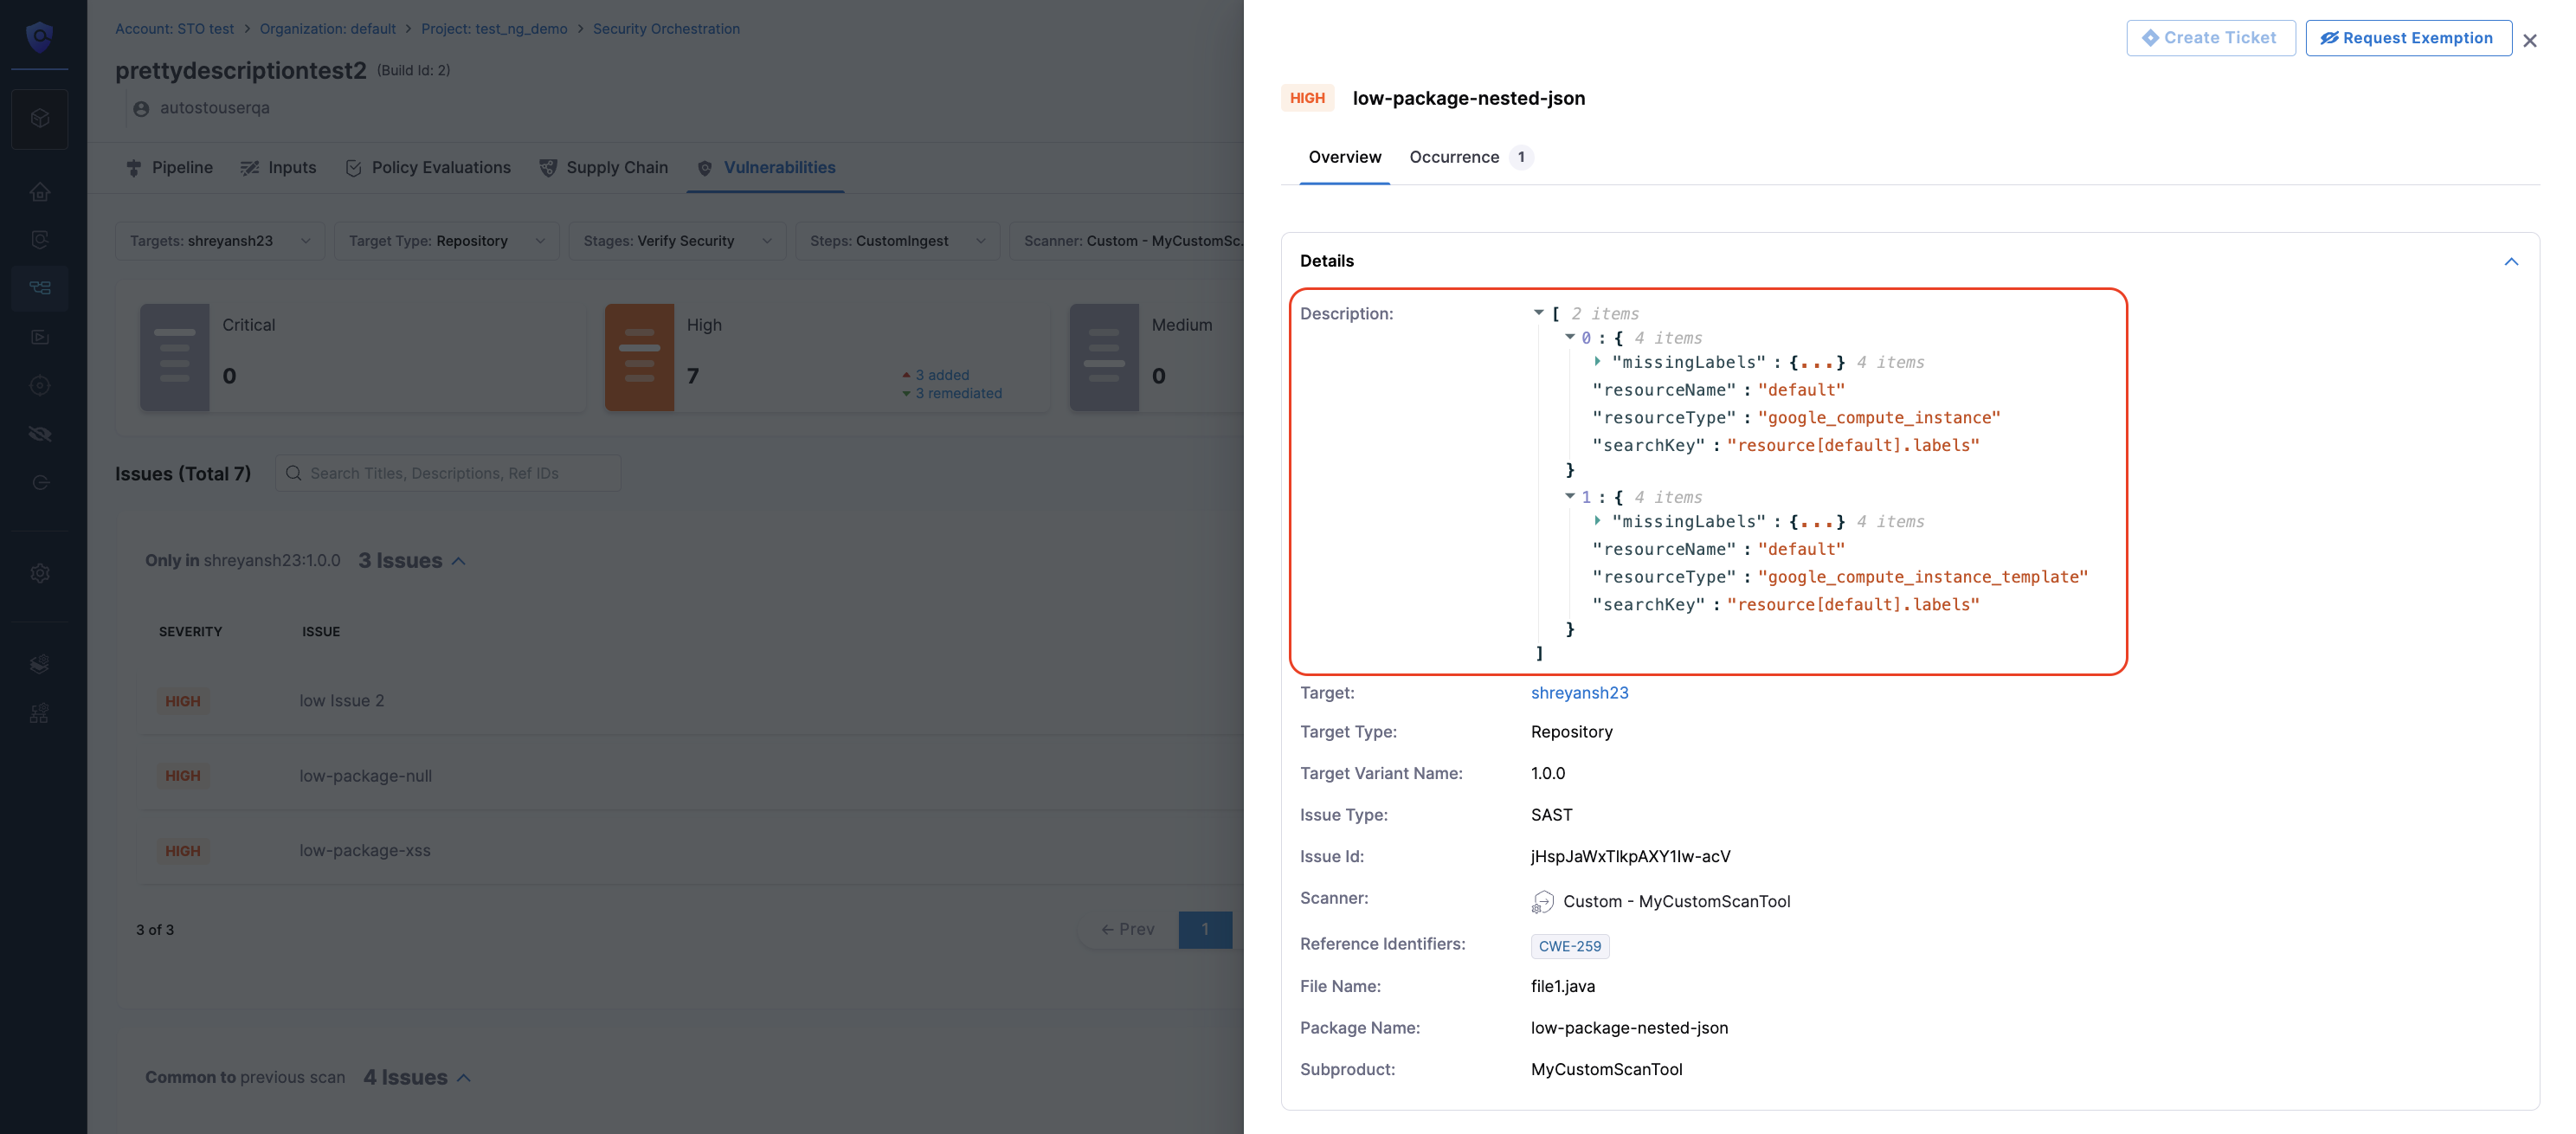 Account: STO test > Organization: default > Project: test_ng_demo > Security Orchestration
prettydescriptiontest2 (Build Id: 2)
autostouserqa
Pipeline Inputs Policy Evaluations Supply Chain Vulnerabilities
Targets: shreyansh23 Target Type: Repository Stages: Verify Security Steps: CustomIngest Scanner: Custom - MyCustomSc...
Critical
0
High
7
3 added
3 remediated
Medium
0
Issues (Total 7) Search Titles, Descriptions, Ref IDs
Only in shreyansh23:1.0.0 3 Issues
SEVERITY ISSUE
HIGH low Issue 2
HIGH low-package-null
HIGH low-package-xss
3 of 3 ← Prev 1
Common to previous scan 4 Issues
Create Ticket Request Exemption
HIGH low-package-nested-json
Overview Occurrence 1
Details
Description: [ 2 items
0 : { 4 items
"missingLabels" : {...} 4 items
"resourceName" : "default"
"resourceType" : "google_compute_instance"
"searchKey" : "resource[default].labels"
}
1 : { 4 items
"missingLabels" : {...} 4 items
"resourceName" : "default"
"resourceType" : "google_compute_instance_template"
"searchKey" : "resource[default].labels"
}
]
Target: shreyansh23
Target Type: Repository
Target Variant Name: 1.0.0
Issue Type: SAST
Issue Id: jHspJaWxTlkpAXY1Iw-acV
Scanner: Custom - MyCustomScanTool
Reference Identifiers: CWE-259
File Name: file1.java
Package Name: low-package-nested-json
Subproduct: MyCustomScanTool